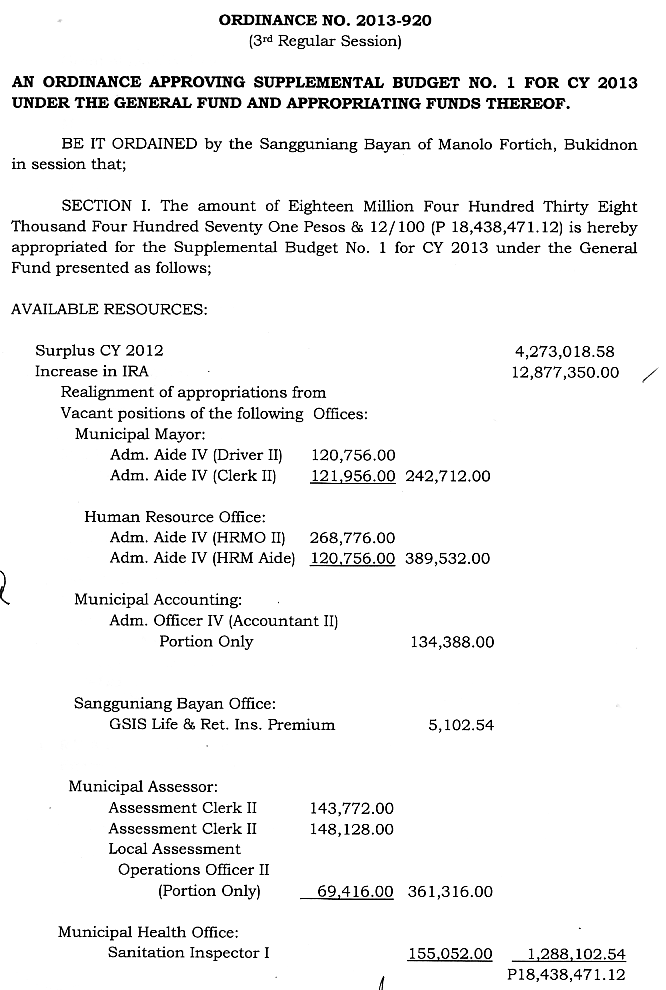 ORDINANCE NO. 2013-920
(3rd Regular Session)
AN ORDINANCE APPROVING SUPPLEMENTAL BUDGET NO. 1 FOR CY 2013
UNDER THE GENERAL FUND AND APPROPRIATING FUNDS THEREOF.
BE IT ORDAINED by the Sangguniang Bayan of Manolo Fortich, Bukidnon
in session that;
SECTION I. The amount of Eighteen Million Four Hundred Thirty Eight
Thousand Four Hundred Seventy One Pesos & 12/100 (P 18,438,471.12) is hereby
appropriated for the Supplemental Budget No. 1 for CY 2013 under the General
Fund presented as follows;
AVAILABLE RESOURCES:
Surplus CY 2012 4,273,018.58
Increase in IRA 12,877,350.00
Realignment of appropriations from
Vacant positions of the following Offices:
Municipal Mayor:
Adm. Aide IV (Driver II) 120,756.00
Adm. Aide IV (Clerk II) 121,956.00 242,712.00
Human Resource Office:
Adm. Aide IV (HRMO II) 268,776.00
Adm. Aide IV (HRM Aide) 120,756.00 389,532.00
Municipal Accounting:
Adm. Officer IV (Accountant II)
Portion Only 134,388.00
Sangguniang Bayan Office:
GSIS Life & Ret. Ins. Premium 5,102.54
Municipal Assessor:
Assessment Clerk II 143,772.00
Assessment Clerk II 148,128.00
Local Assessment
Operations Officer II
(Portion Only) 69,416.00 361,316.00
Municipal Health Office:
Sanitation Inspector I 155,052.00 1,288,102.54
P18,438,471.12